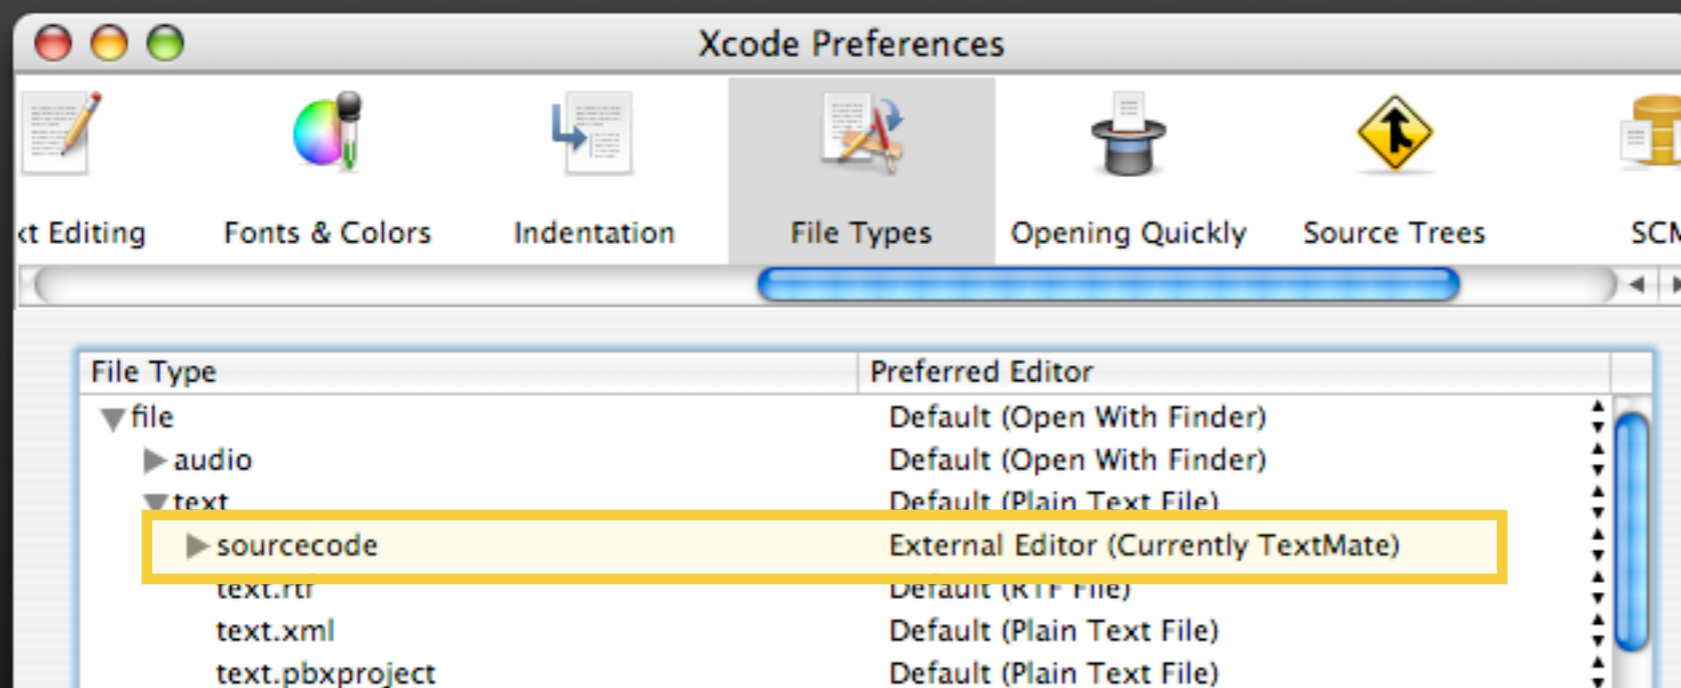 Xcode Preferences
xt Editing Fonts & Colors Indentation File Types Opening Quickly Source Trees SCM
File Type Preferred Editor
file Default (Open With Finder)
audio Default (Open With Finder)
text Default (Plain Text File)
sourcecode External Editor (Currently TextMate)
text.rtf Default (RTF File)
text.xml Default (Plain Text File)
text.pbxproject Default (Plain Text File)